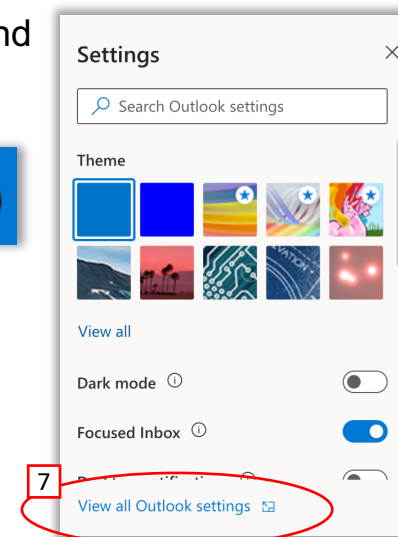 nd
Settings
Search Outlook settings
Theme
View all
Dark mode
Focused Inbox
7
View all Outlook settings